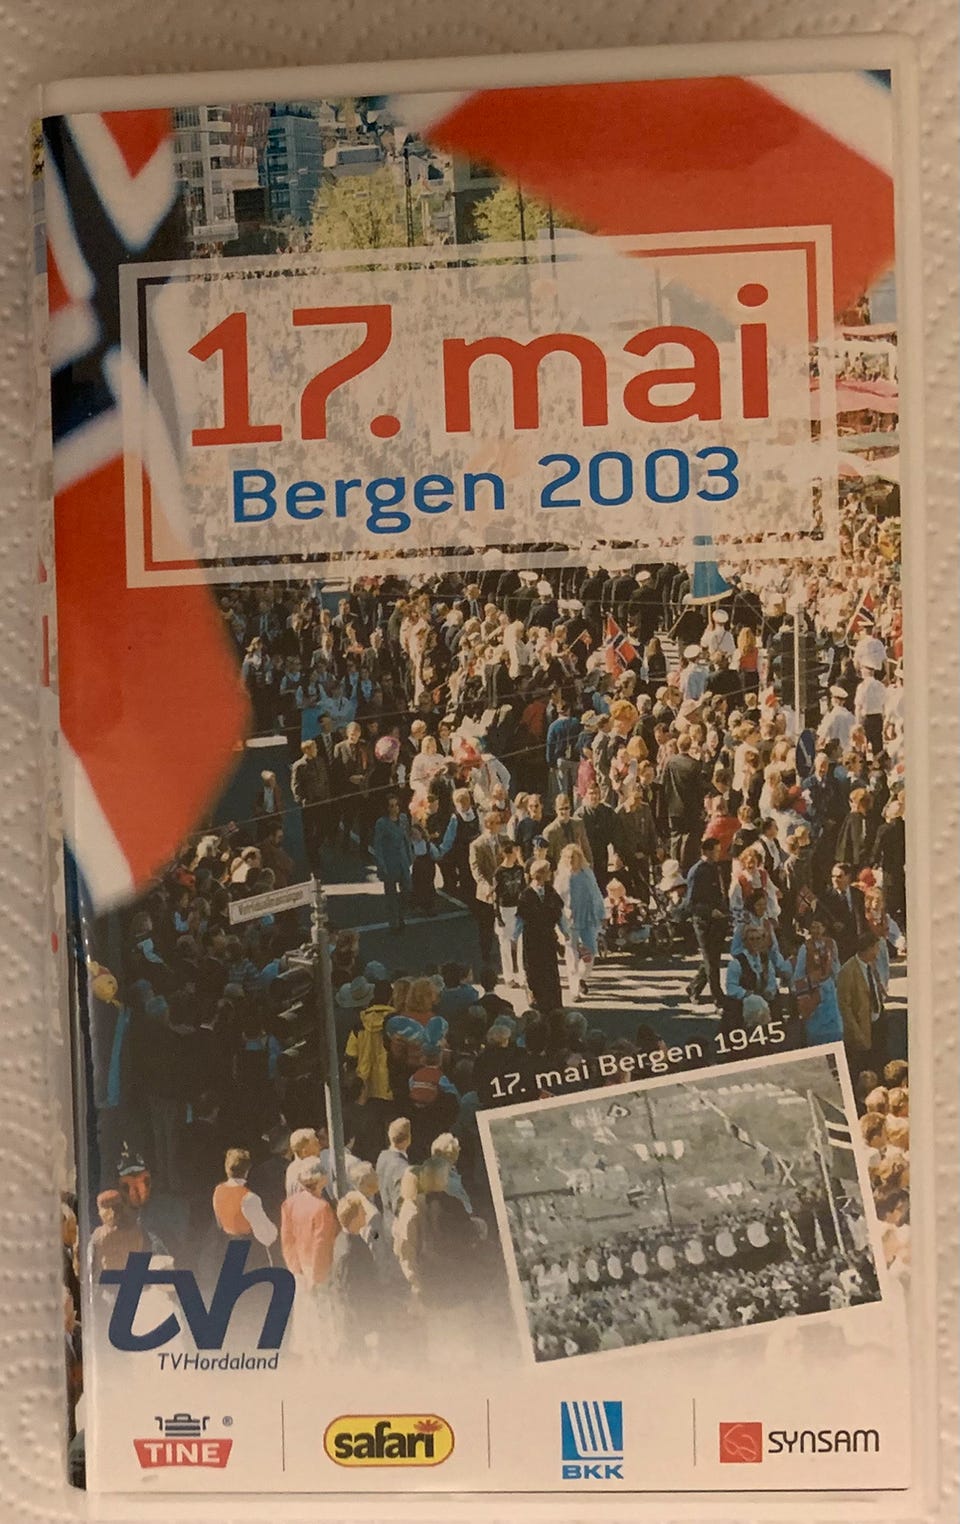 17. mai
Bergen 2003
17. mai Bergen 1945
tvh
TVHordaland
TINE ®
safari
BKK
SYNSAM